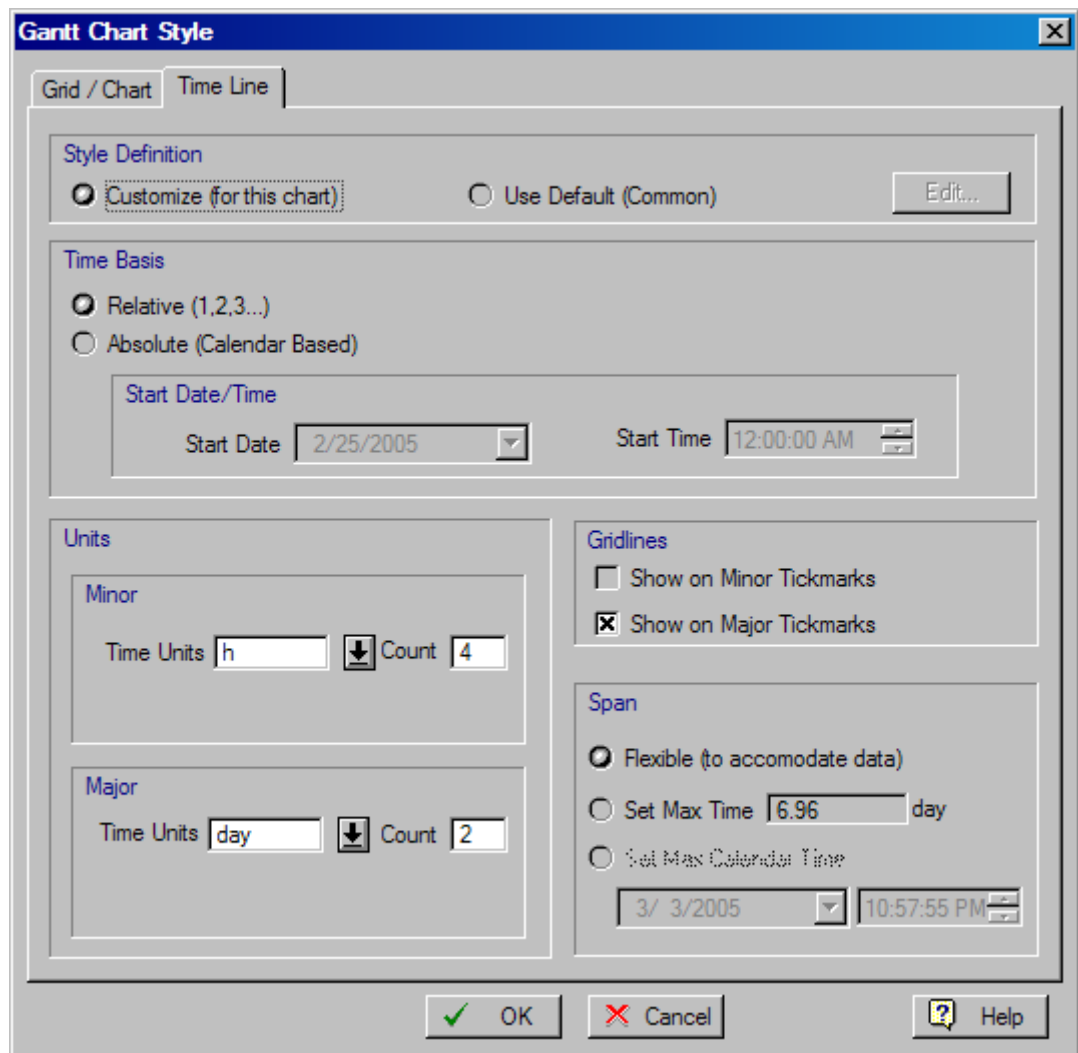 Gantt Chart Style
Grid / Chart Time Line
Style Definition
Customize (for this chart) Use Default (Common) Edit...
Time Basis
Relative (1,2,3...)
Absolute (Calendar Based)
Start Date/Time
Start Date 2/25/2005 Start Time 12:00:00 AM
Units
Minor
Time Units h Count 4
Major
Time Units day Count 2
Gridlines
Show on Minor Tickmarks
Show on Major Tickmarks
Span
Flexible (to accomodate data)
Set Max Time 6.96 day
Set Max Calendar Time
3/ 3/2005 10:57:55 PM
OK Cancel Help